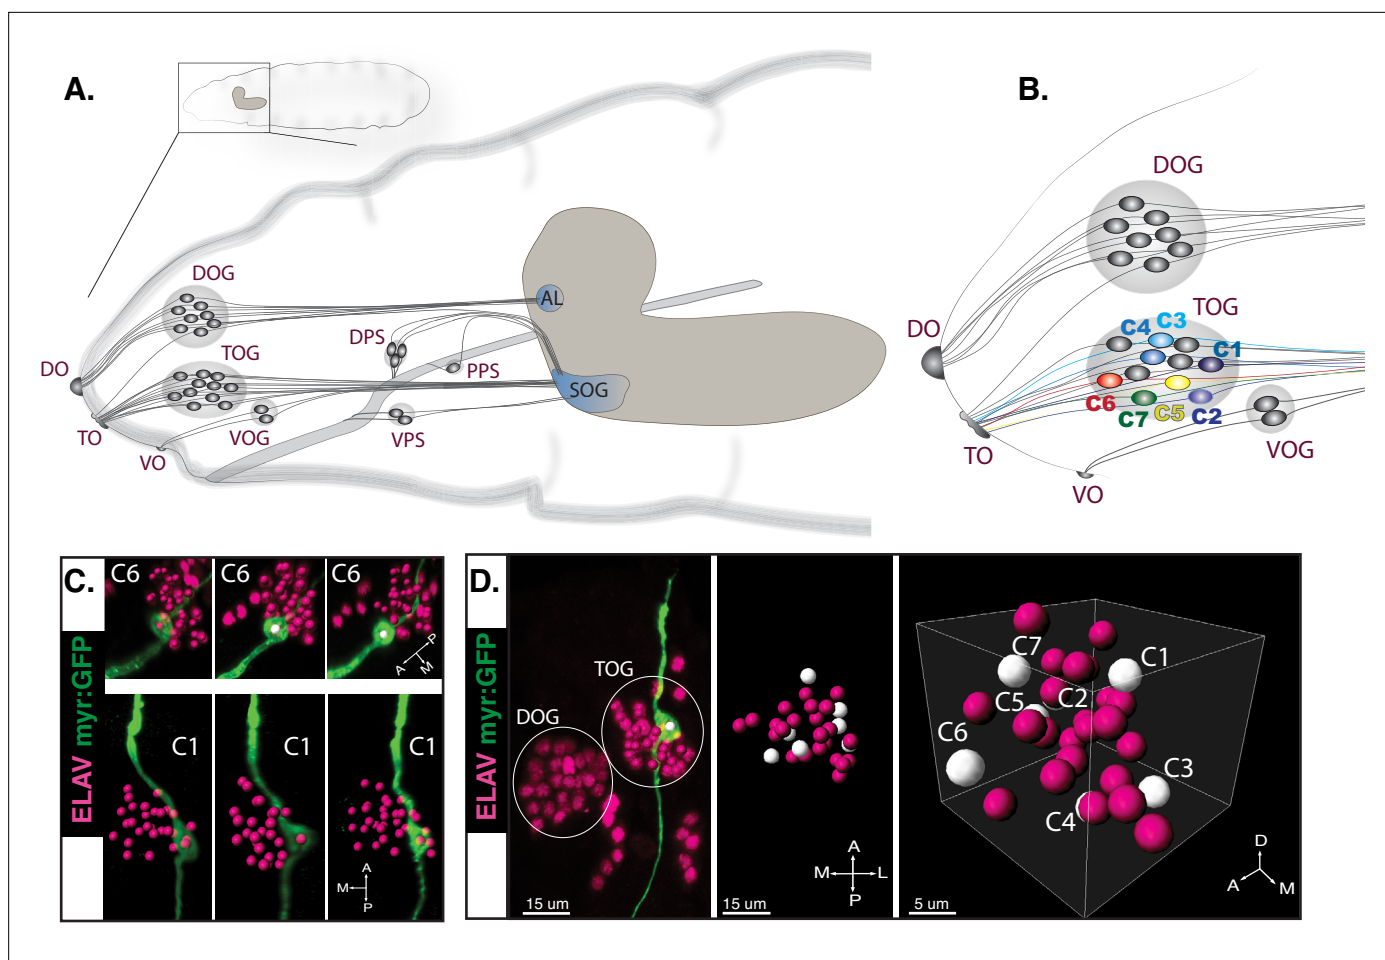 A.
DOG
TOG
DO
TO
VOG
VO
DPS
PPS
VPS
AL
SOG
B.
DOG
TOG
DO
C4
C3
C1
C6
C7
C5
C2
TO
VOG
VO
C.
ELAV myr:GFP
C6
C6
C6
A
P
M
C1
C1
C1
A
M
P
D.
ELAV myr:GFP
TOG
DOG
15 um
A
M
L
P
15 um
C7
C1
C5
C2
C6
C3
C4
D
A
M
5 um